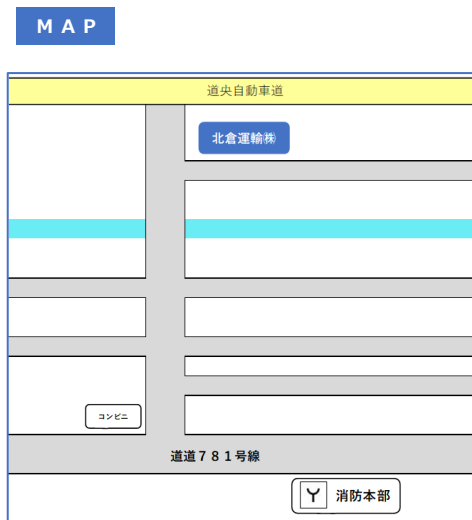 ＭＡＰ
道央自動車道
北倉運輸㈱
コンビニ
道道７８１号線
消防本部